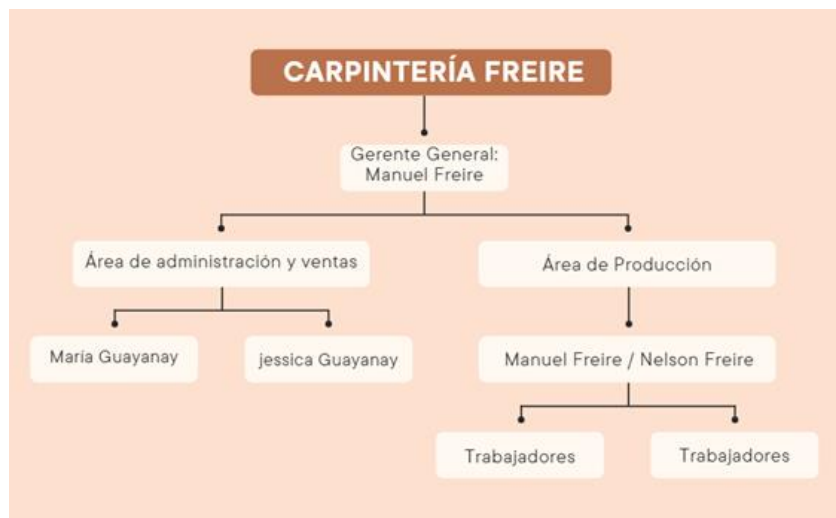 CARPINTERÍA FREIRE
Gerente General:
Manuel Freire
Área de administración y ventas
Área de Producción
María Guayanay
jessica Guayanay
Manuel Freire / Nelson Freire
Trabajadores
Trabajadores